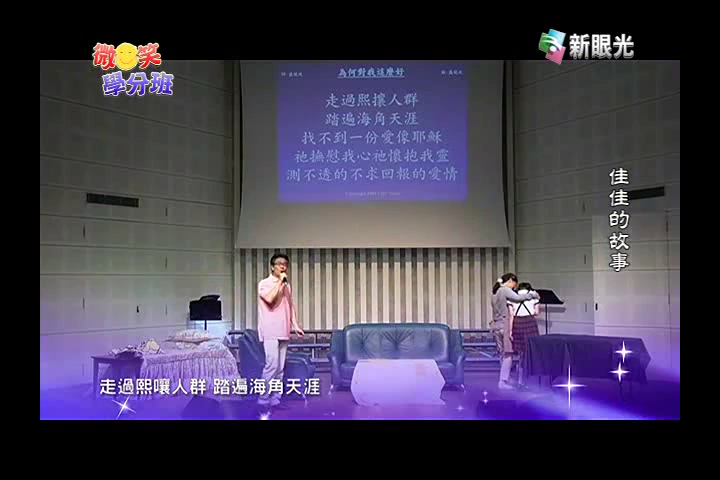 微笑
學分班
新眼光
為何對我這麼好
走過熙攘人群
踏遍海角天涯
找不到一份愛像耶穌
祂撫慰我心祂懷抱我靈
測不透的不求回報的愛情
佳佳的故事
走過熙嚷人群 踏遍海角天涯